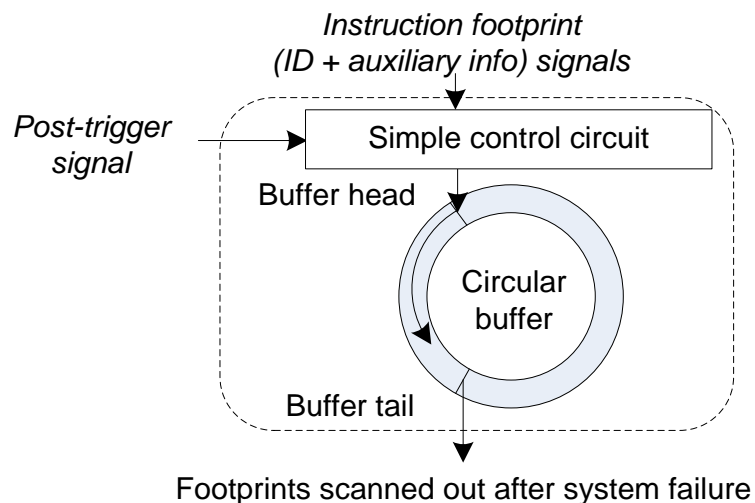 Instruction footprint
(ID + auxiliary info) signals
Post-trigger
signal
Simple control circuit
Buffer head
Circular
buffer
Buffer tail
Footprints scanned out after system failure